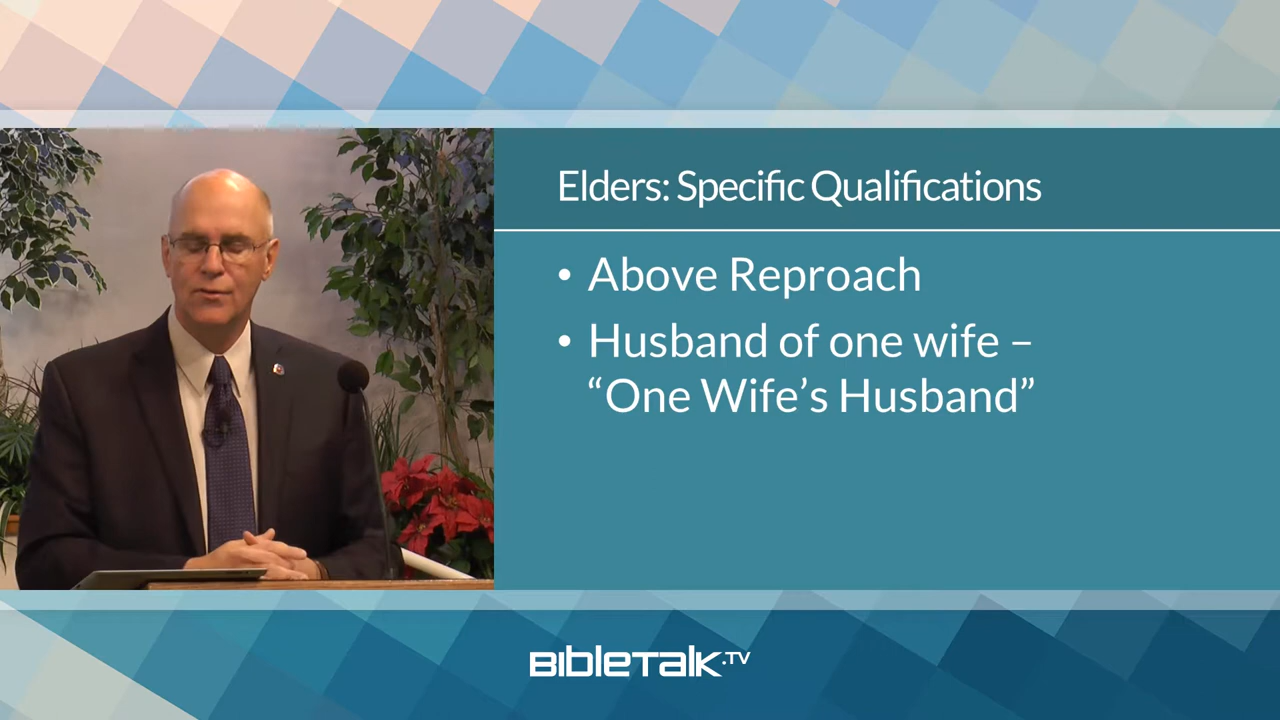 Elders: Specific Qualifications
• Above Reproach
• Husband of one wife –
“One Wife’s Husband”
BIBLETALK.TV